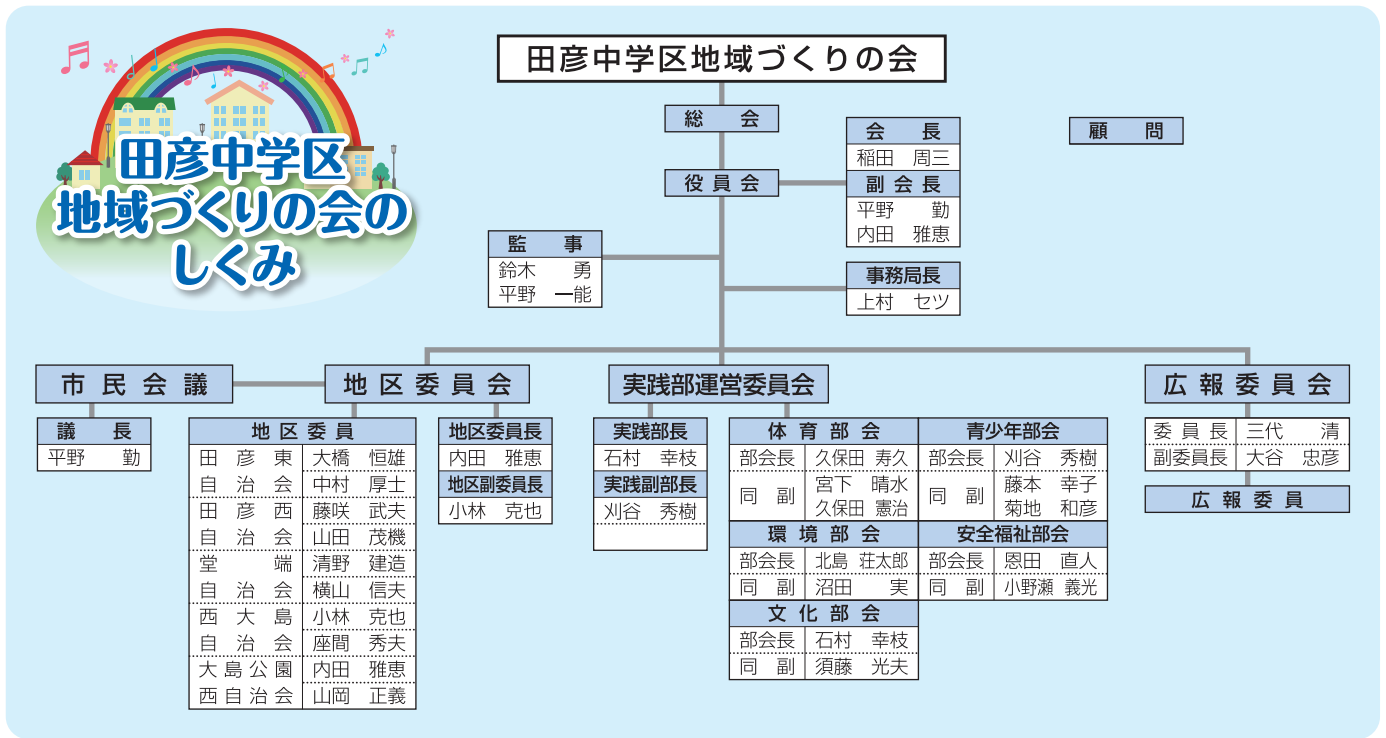 田彦中学区
地域づくりの会の
しくみ
田彦中学区地域づくりの会
総 会
役員会
会 長
稲田 周三
副会長
平野 勤
内田 雅恵
顧 問
監 事
鈴木 勇
平野 一能
事務局長
上村 セツ
市民会議
議 長
平野 勤
地区委員会
地区委員
田彦東 大橋 恒雄
自治会 中村 厚士
田彦西 藤咲 武夫
自治会 山田 茂機
堂端 清野 建造
自治会 横山 信夫
西大島 小林 克也
自治会 座間 秀夫
大島公園 内田 雅恵
西自治会 山岡 正義
地区委員長
内田 雅恵
地区副委員長
小林 克也
実践部運営委員会
実践部長
石村 幸枝
実践副部長
刈谷 秀樹
体育部会
部会長 久保田 寿久
同 副 宮下 晴水
久保田 憲治
環境部会
部会長 北島 荘太郎
同 副 沼田 実
文化部会
部会長 石村 幸枝
同 副 須藤 光夫
青少年部会
部会長 刈谷 秀樹
同 副 藤本 幸子
菊地 和彦
安全福祉部会
部会長 恩田 直人
同 副 小野瀬 義光
広報委員会
委員長 三代 清
副委員長 大谷 忠彦
広報委員